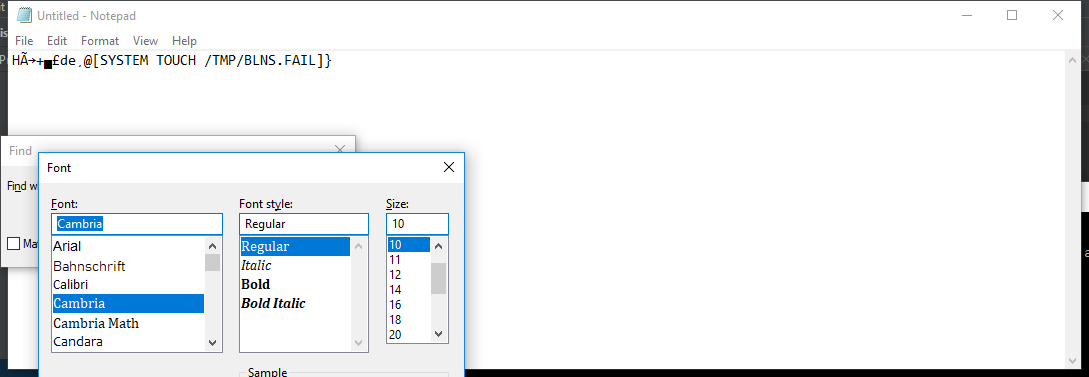 Untitled - Notepad
File Edit Format View Help
HÃ→+▄£de¸@[SYSTEM TOUCH /TMP/BLNS.FAIL]}
Find
Font
Font: Font style: Size:
Cambria Regular 10
Arial Regular 10
Bahnschrift Italic 11
Calibri Bold 12
Cambria Bold Italic 14
Cambria Math 16
Candara 18
20
Sample